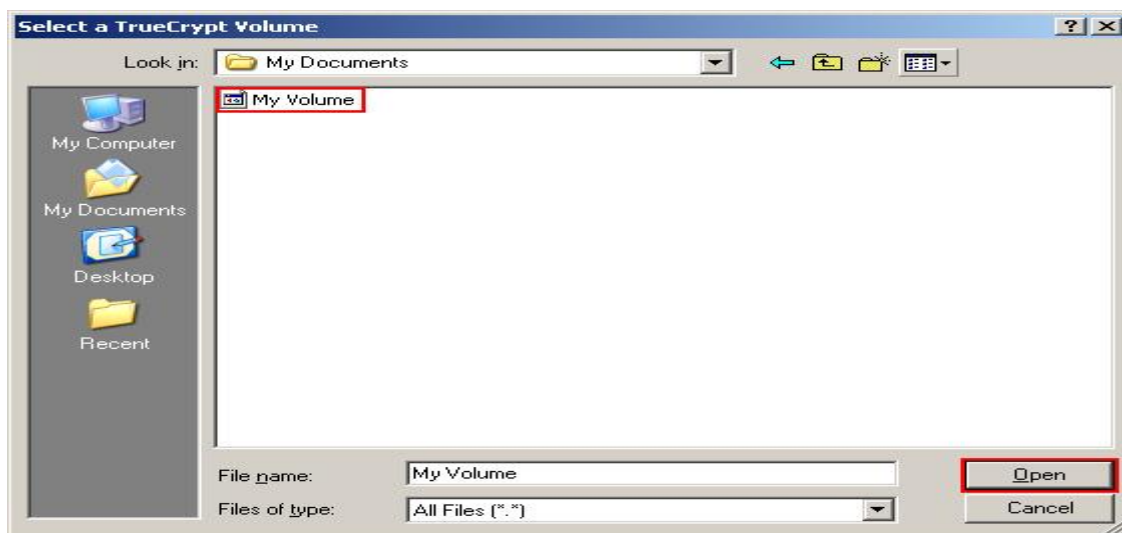 Select a TrueCrypt Volume
Look in: My Documents
My Volume
My Computer
My Documents
Desktop
Recent
File name: My Volume Open
Files of type: All Files (*.*) Cancel